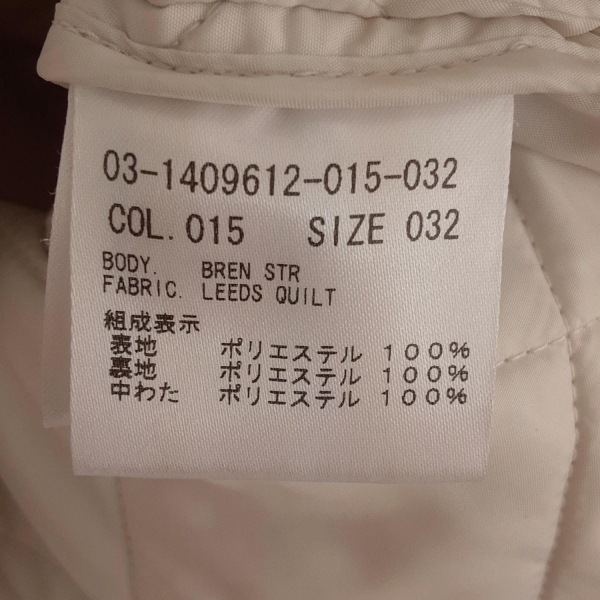 03-1409612-015-032
COL. 015 SIZE 032
BODY. BREN STR
FABRIC. LEEDS QUILT
組成表示
表地 ポリエステル 100%
裏地 ポリエステル 100%
中わた ポリエステル 100%